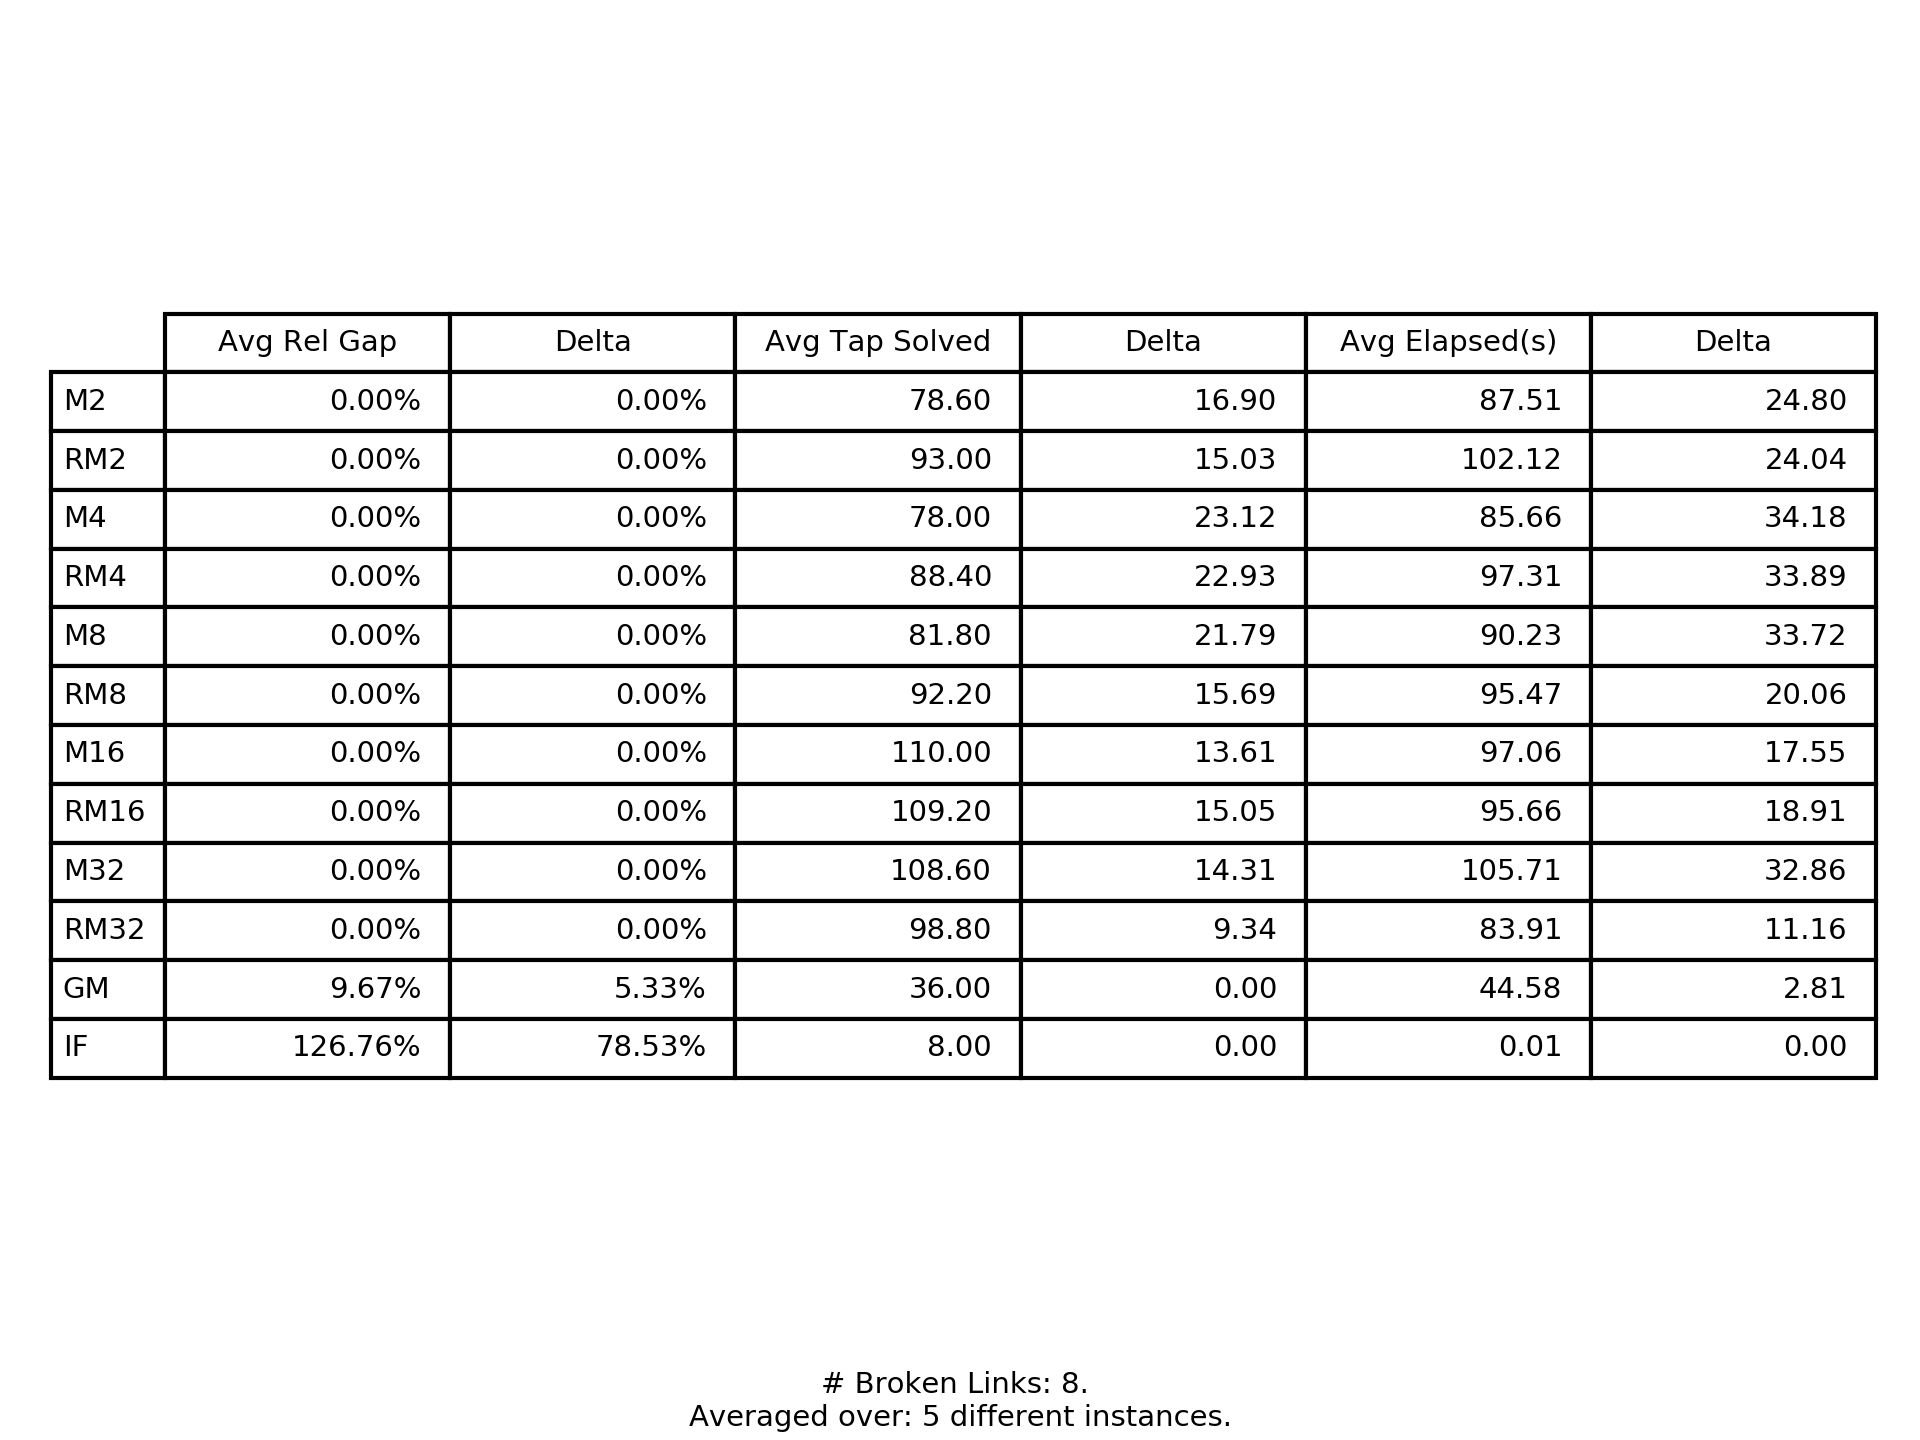 Avg Rel Gap Delta Avg Tap Solved Delta Avg Elapsed(s) Delta
M2 0.00% 0.00% 78.60 16.90 87.51 24.80
RM2 0.00% 0.00% 93.00 15.03 102.12 24.04
M4 0.00% 0.00% 78.00 23.12 85.66 34.18
RM4 0.00% 0.00% 88.40 22.93 97.31 33.89
M8 0.00% 0.00% 81.80 21.79 90.23 33.72
RM8 0.00% 0.00% 92.20 15.69 95.47 20.06
M16 0.00% 0.00% 110.00 13.61 97.06 17.55
RM16 0.00% 0.00% 109.20 15.05 95.66 18.91
M32 0.00% 0.00% 108.60 14.31 105.71 32.86
RM32 0.00% 0.00% 98.80 9.34 83.91 11.16
GM 9.67% 5.33% 36.00 0.00 44.58 2.81
IF 126.76% 78.53% 8.00 0.00 0.01 0.00
# Broken Links: 8.
Averaged over: 5 different instances.